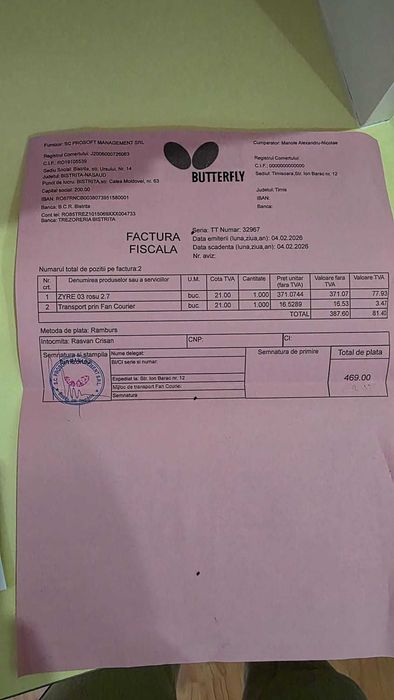 Furnizor: SC PROSOFT MANAGEMENT SRL
Registrul Comertului: J2006000726063
C.I.F.: RO19105539
Sediu Social: Bistrita, str. Ursului, Nr. 14
Judetul: BISTRITA-NASAUD
Punct de lucru: BISTRITA, str. Calea Moldovei, nr. 63
Capital social: 200.00
IBAN:
Banca: B.C.R. Bistrita
Cont tei:
Banca: TREZORERIA BISTRITA
BUTTERFLY
Cumparator: Manole Alexandru-Nicolae
Registrul Comertului
C.I.F.: 0000000000000
Sediul: Timisoara, Str. Ion Barac nr. 12
Judetul: Timis
IBAN:
Banca:
FACTURA
FISCALA
Seria: TT Numar: 32967
Data emiterii (luna,ziua,an): 04.02.2026
Data scadenta (luna,ziua,an): 04.02.2026
Nr. aviz:
Numarul total de pozitii pe factura:2
Nr. crt. Denumirea produselor sau a serviciilor U.M. Cota TVA Cantitate Pret unitar (fara TVA) Valoare fara TVA Valoare TVA
1 ZYRE 03 rosu 2.7 buc. 21.00 1.000 371.0744 371.07 77.93
2 Transport prin Fan Courier buc. 21.00 1.000 16.5289 16.53 3.47
TOTAL 387.60 81.40
Metoda de plata: Ramburs
Intocmita: Rasvan Crisan CNP: CI:
Semnatura si stampila
furnizorului
Nume delegat:
BI/CI serie si numar:
Expediat la: Str. Ion Barac nr. 12
Mijloc de transport Fan Courier
Semnatura
Semnatura de primire
Total de plata
469.00